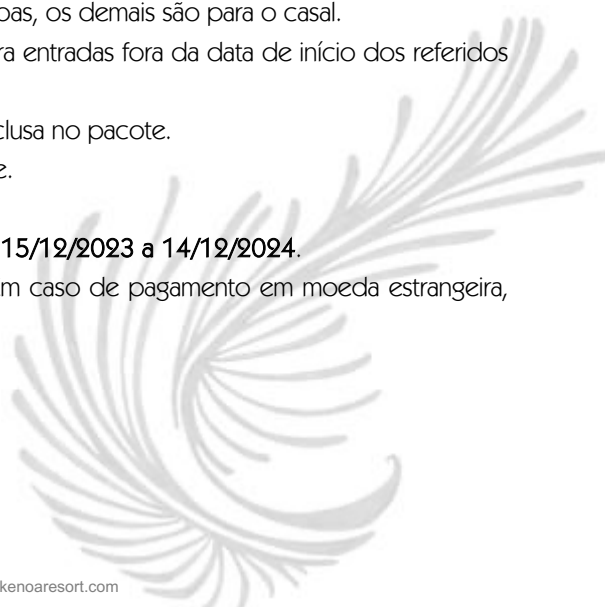 oas, os demais são para o casal.
ra entradas fora da data de início dos referidos
clusa no pacote.
e.
15/12/2023 a 14/12/2024.
m caso de pagamento em moeda estrangeira,
kenoaresort.com